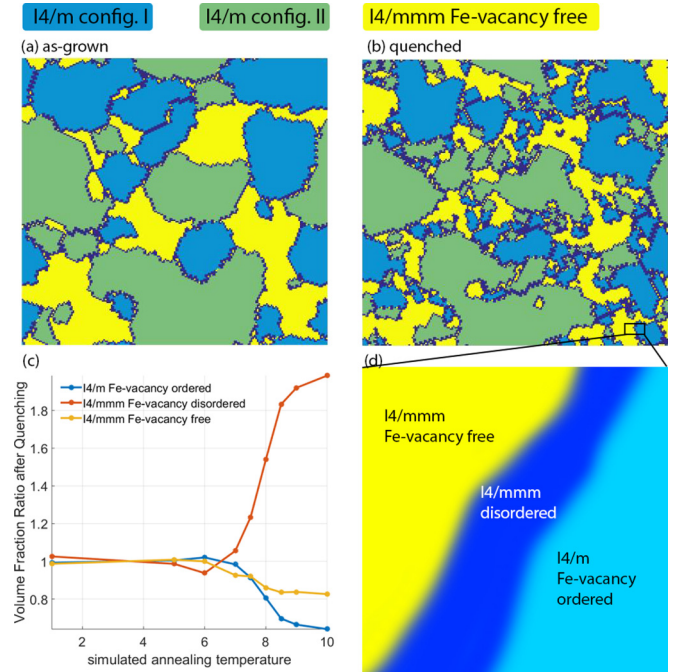 I4/m config. I
I4/m config. II
I4/mmm Fe-vacancy free
(a) as-grown
(b) quenched
(c)
I4/m Fe-vacancy ordered
I4/mmm Fe-vacancy disordered
I4/mmm Fe-vacancy free
Volume Fraction Ratio after Quenching
1.8
1.6
1.4
1.2
1
0.8
2
4
6
8
10
simulated annealing temperature
(d)
I4/mmm
Fe-vacancy free
I4/mmm
disordered
I4/m
Fe-vacancy
ordered